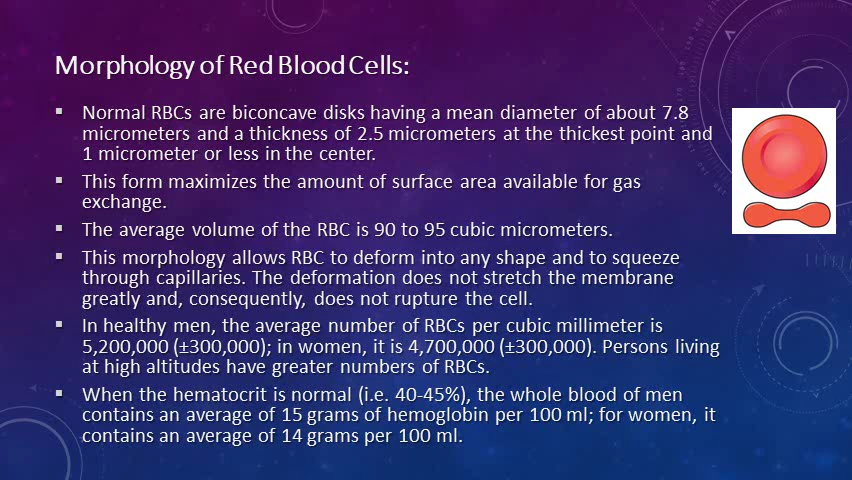 Morphology of Red Blood Cells:
▪ Normal RBCs are biconcave disks having a mean diameter of about 7.8
micrometers and a thickness of 2.5 micrometers at the thickest point and
1 micrometer or less in the center.
▪ This form maximizes the amount of surface area available for gas
exchange.
▪ The average volume of the RBC is 90 to 95 cubic micrometers.
▪ This morphology allows RBC to deform into any shape and to squeeze
through capillaries. The deformation does not stretch the membrane
greatly and, consequently, does not rupture the cell.
▪ In healthy men, the average number of RBCs per cubic millimeter is
5,200,000 (±300,000); in women, it is 4,700,000 (±300,000). Persons living
at high altitudes have greater numbers of RBCs.
▪ When the hematocrit is normal (i.e. 40-45%), the whole blood of men
contains an average of 15 grams of hemoglobin per 100 ml; for women, it
contains an average of 14 grams per 100 ml.